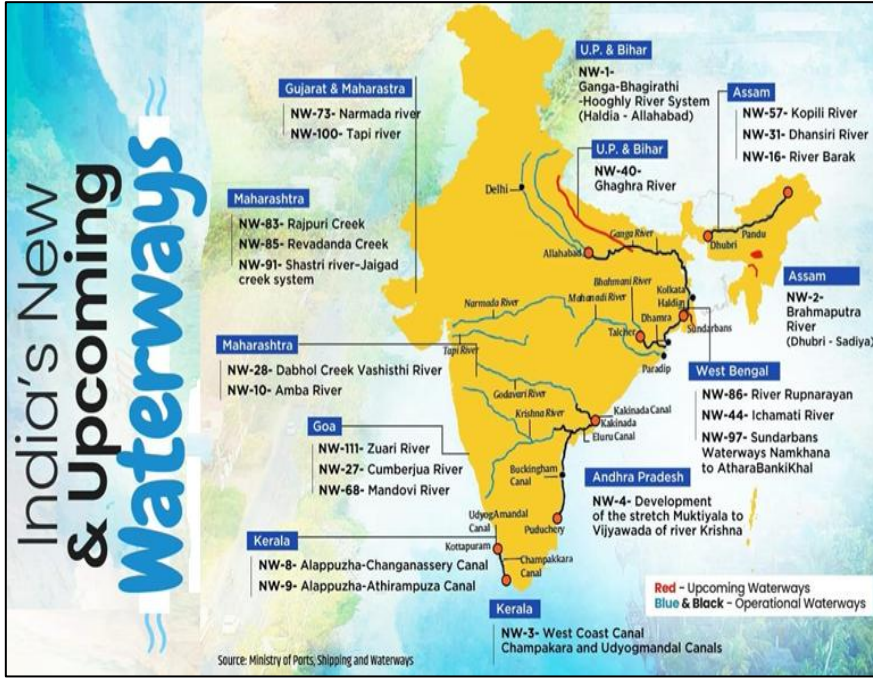 India's New
& Upcoming
Waterways
Gujarat & Maharastra
NW-73- Narmada river
NW-100- Tapi river
Maharashtra
NW-83- Rajpuri Creek
NW-85- Revadanda Creek
NW-91- Shastri river–Jaigad
creek system
Maharashtra
NW-28- Dabhol Creek Vashisthi River
NW-10- Amba River
Goa
NW-111- Zuari River
NW-27- Cumberjua River
NW-68- Mandovi River
Kerala
NW-8- Alappuzha-Changanassery Canal
NW-9- Alappuzha-Athirampuza Canal
U.P. & Bihar
NW-1-
Ganga-Bhagirathi
-Hooghly River System
(Haldia - Allahabad)
U.P. & Bihar
NW-40-
Ghaghra River
Assam
NW-57- Kopili River
NW-31- Dhansiri River
NW-16- River Barak
Assam
NW-2-
Brahmaputra
River
(Dhubri - Sadiya)
West Bengal
NW-86- River Rupnarayan
NW-44- Ichamati River
NW-97- Sundarbans
Waterways Namkhana
to AtharaBankiKhal
Andhra Pradesh
NW-4- Development
of the stretch Muktiyala to
Vijyawada of river Krishna
Kerala
NW-3- West Coast Canal
Champakara and Udyogmandal Canals
Delhi
Allahabad
Ganga River
Dhubri
Pandu
Bhahmani River
Mahanadi River
Kolkata
Haldia
Dhamra
Talcher
Sundarbans
Paradip
Narmada River
Tapi River
Godavari River
Krishna River
Kakinada Canal
Kakinada
Eluru Canal
Buckingham
Canal
Puduchery
UdyogAmandal
Canal
Kottapuram
Champakkara
Canal
Red - Upcoming Waterways
Blue & Black - Operational Waterways
Source: Ministry of Ports, Shipping and Waterways